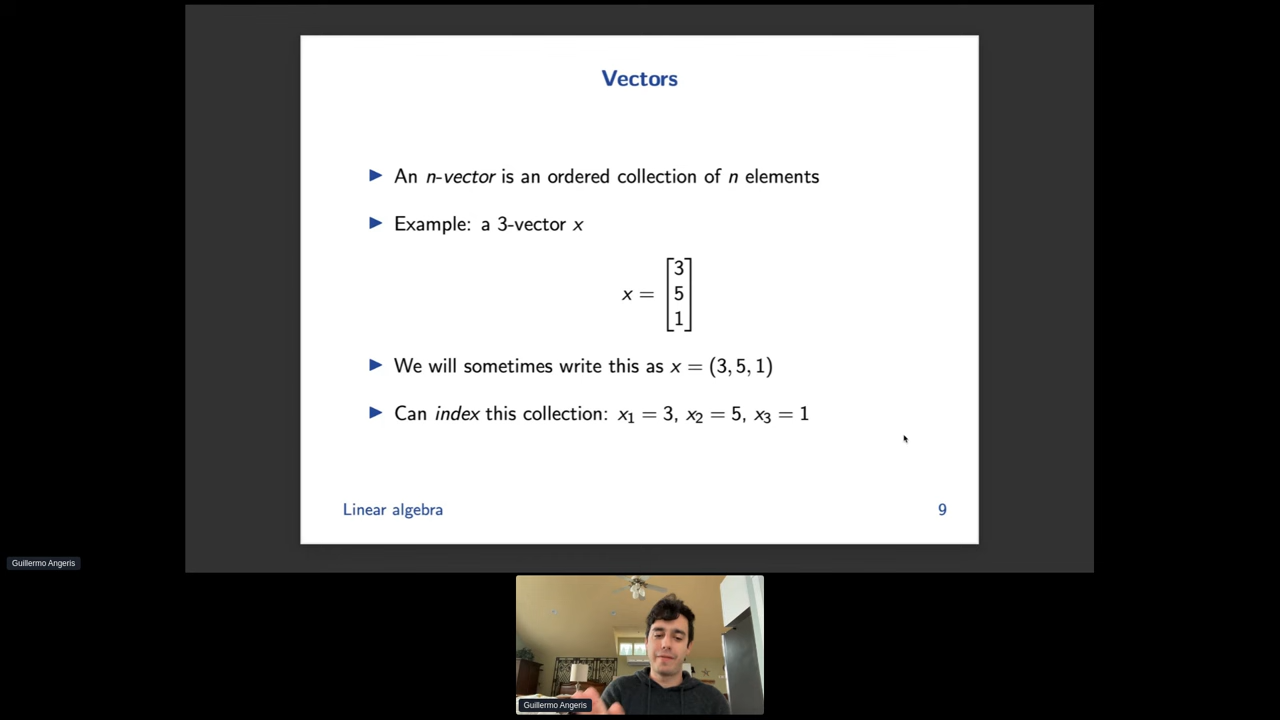 Vectors
▶ An n-vector is an ordered collection of n elements
▶ Example: a 3-vector x
x = [3
5
1]
▶ We will sometimes write this as x = (3, 5, 1)
▶ Can index this collection: x₁ = 3, x₂ = 5, x₃ = 1
Linear algebra 9
Guillermo Angeris
Guillermo Angeris